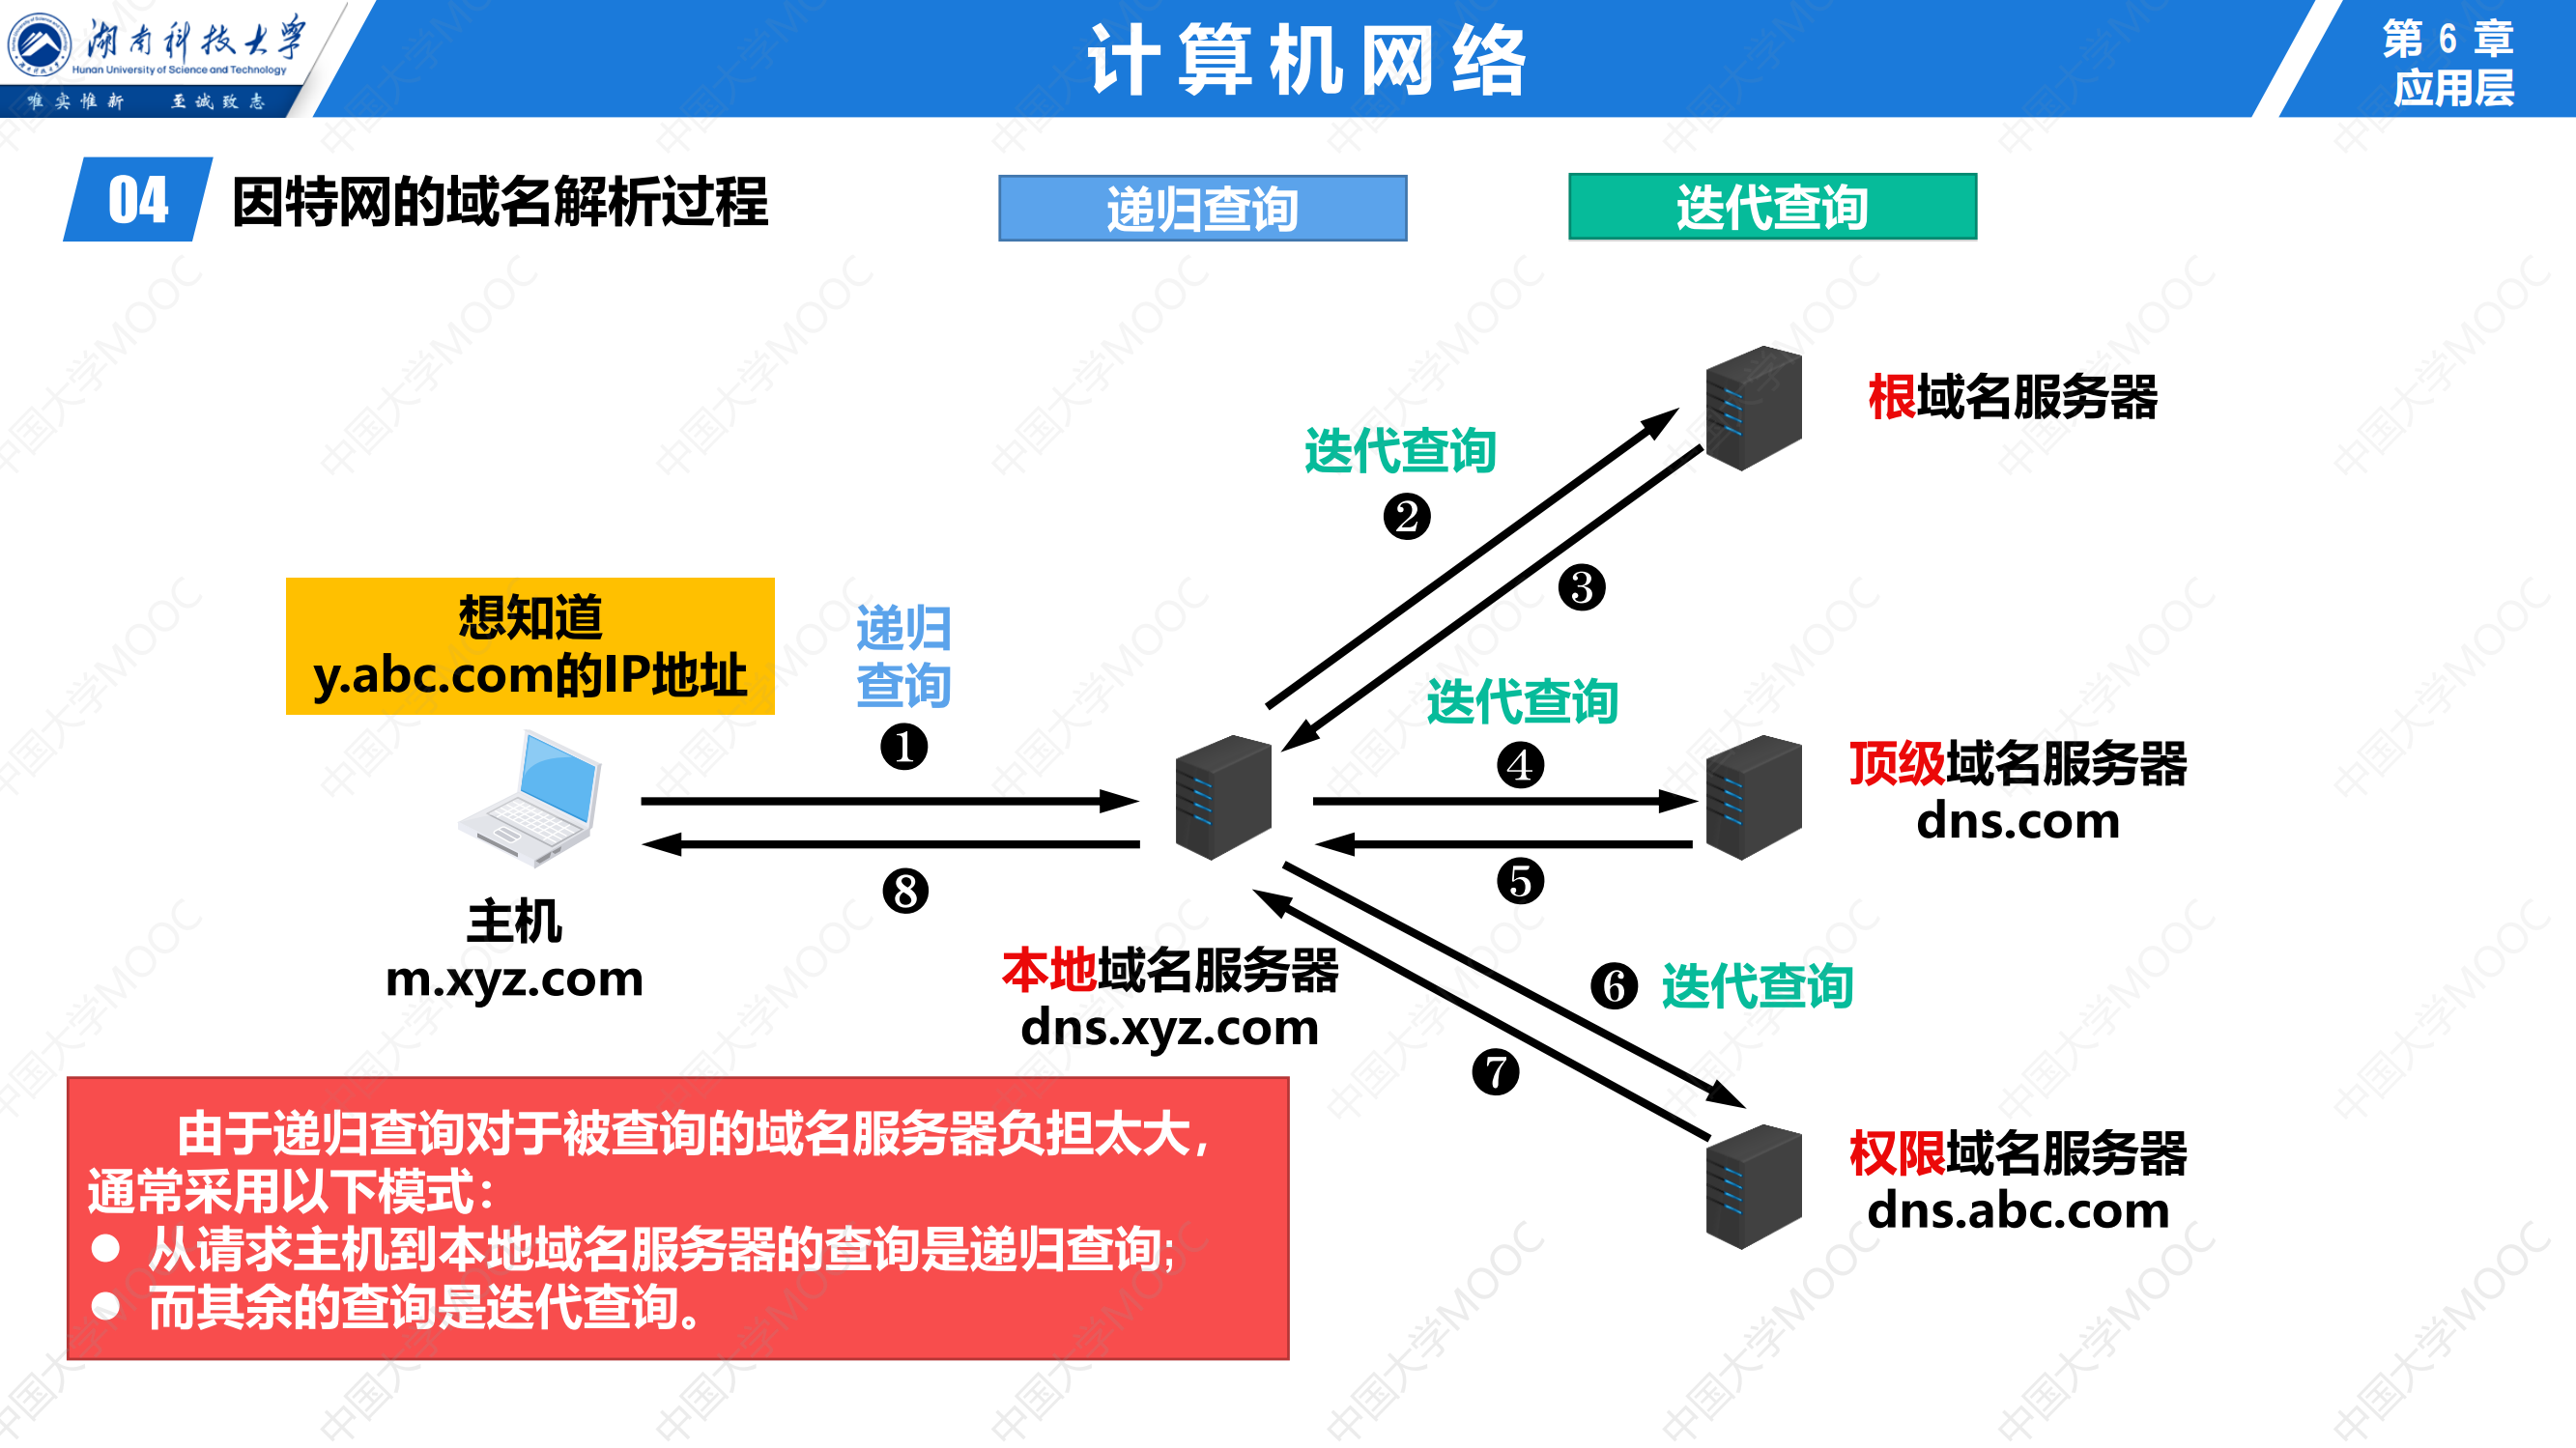 湖南科技大学
Hunan University of Science and Technology
唯实惟新 至诚致志
计算机网络
第 6 章
应用层
04 因特网的域名解析过程
递归查询
迭代查询
根域名服务器
迭代查询
❷
❸
想知道
y.abc.com的IP地址
递归
查询
❶
迭代查询
❹
顶级域名服务器
dns.com
❺
❽
主机
m.xyz.com
本地域名服务器
dns.xyz.com
❻ 迭代查询
❼
权限域名服务器
dns.abc.com
由于递归查询对于被查询的域名服务器负担太大，
通常采用以下模式：
● 从请求主机到本地域名服务器的查询是递归查询;
● 而其余的查询是迭代查询。
中国大学MOOC